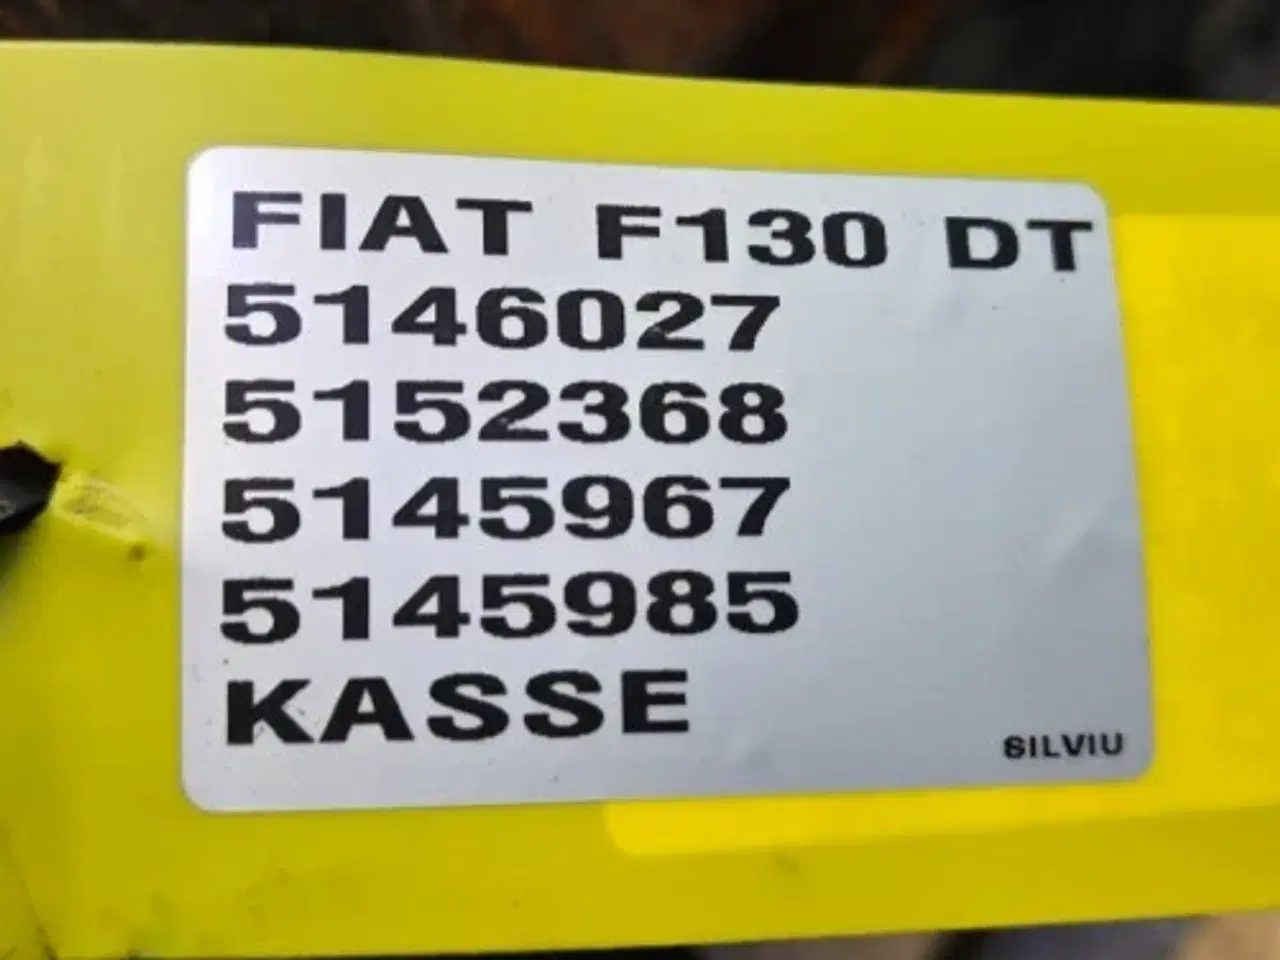 FIAT F130 DT
5146027
5152368
5145967
5145985
KASSE
SILVIU